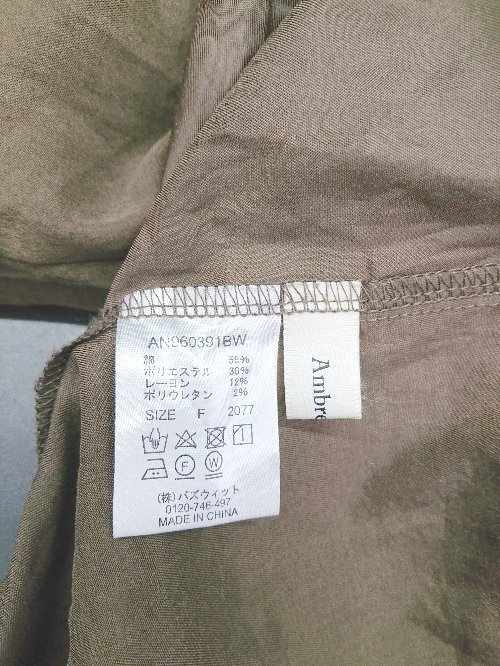 AN960391BW
綿 56%
ポリエステル 30%
レーヨン 12%
ポリウレタン 2%
SIZE F 2077
F W
(株)バズウィット
0120-746-497
MADE IN CHINA
Ambre